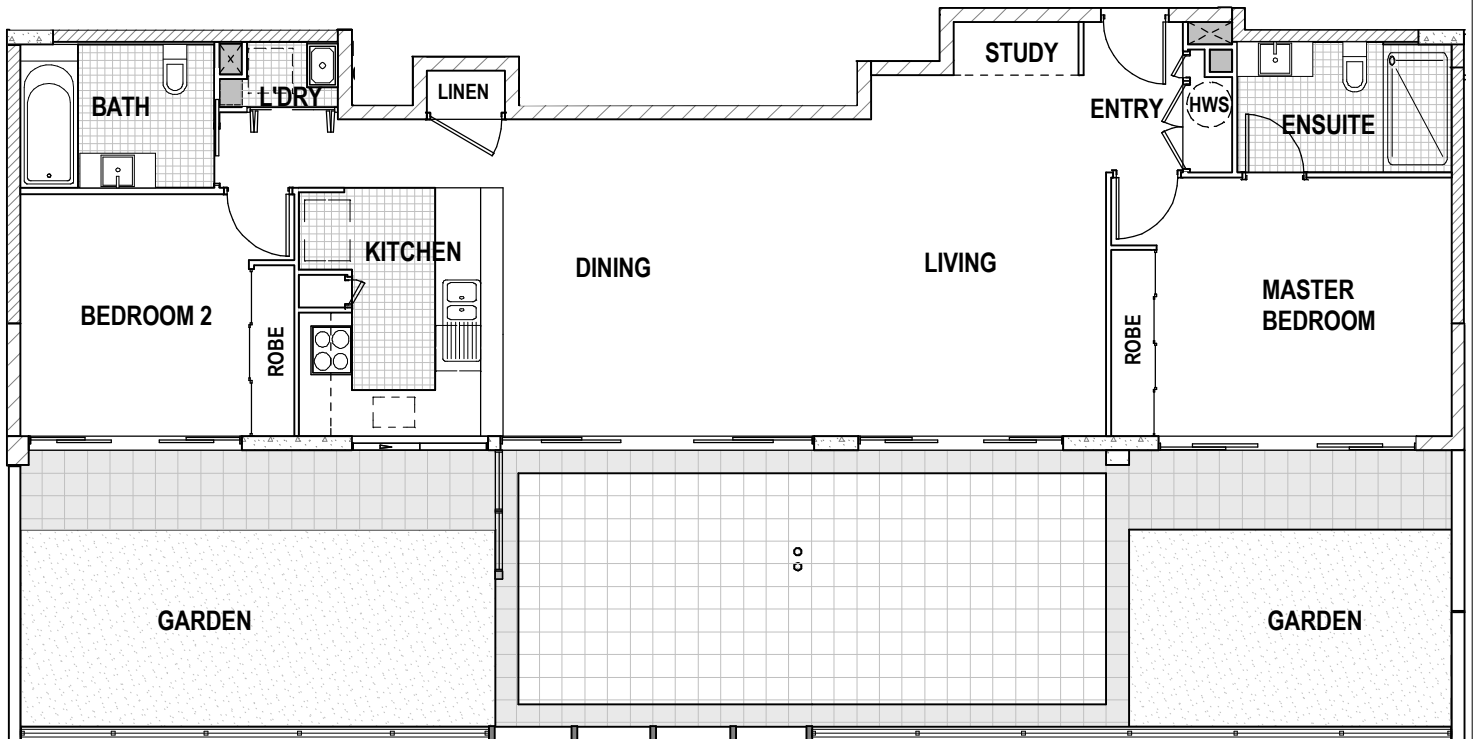 STUDY
LINEN
BATH
L'DRY
ENTRY
HWS
ENSUITE
KITCHEN
DINING
LIVING
MASTER
BEDROOM
BEDROOM 2
ROBE
ROBE
GARDEN
GARDEN